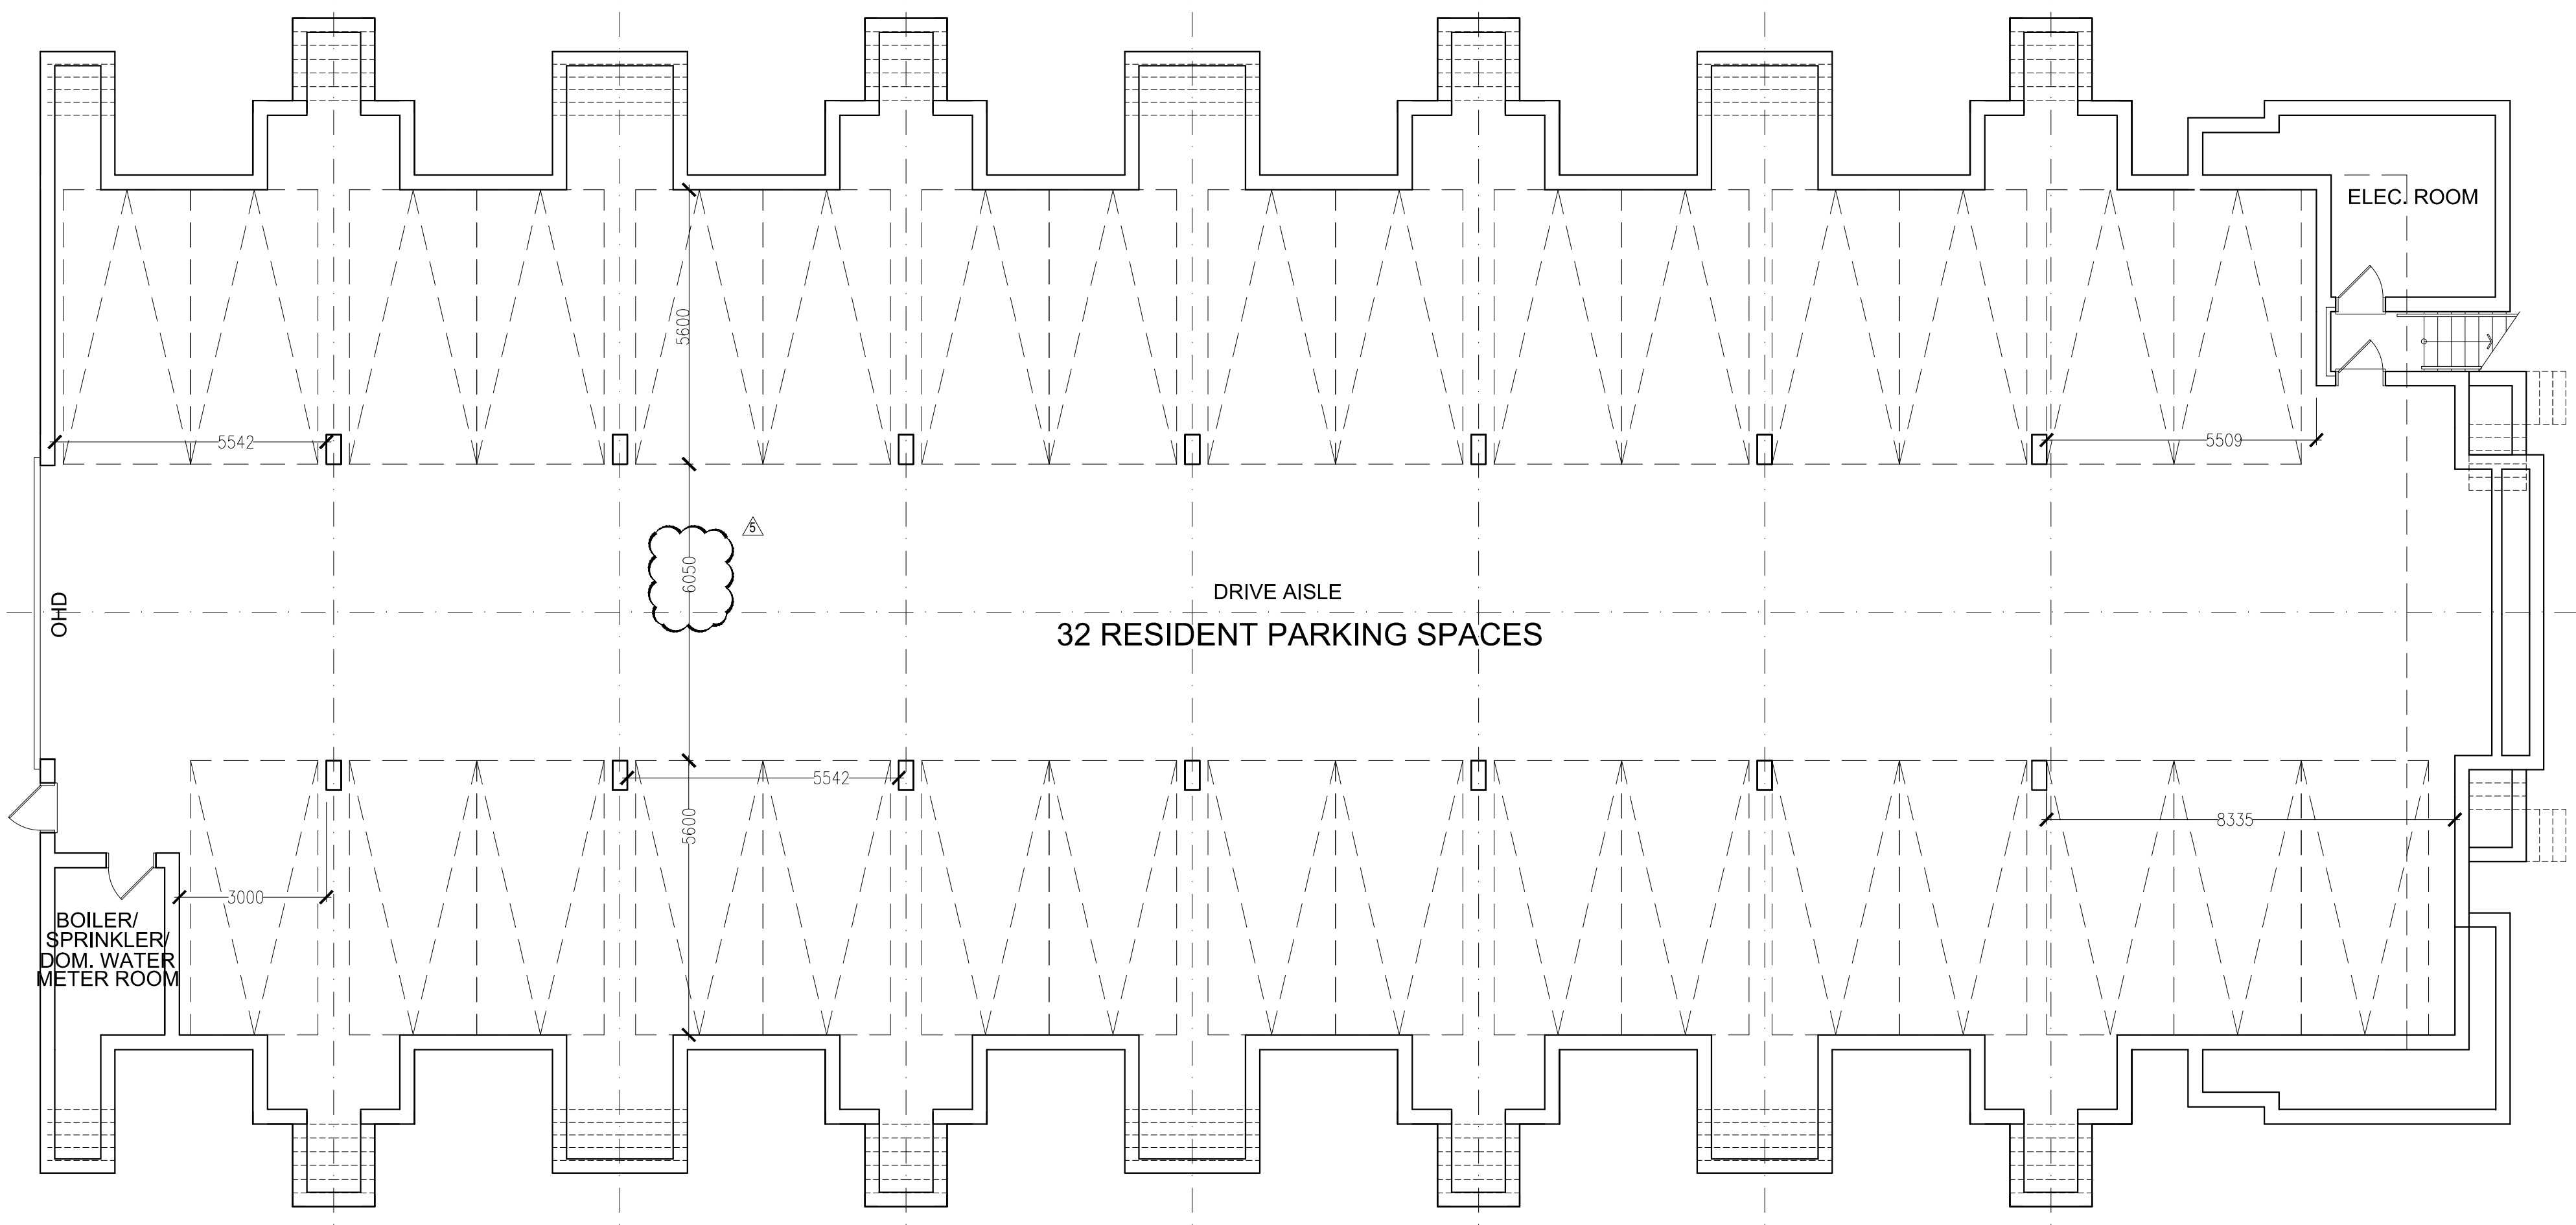 ELEC. ROOM
5600
5542
5509
5
6050
OHD
DRIVE AISLE
32 RESIDENT PARKING SPACES
5542
5600
8335
3000
BOILER/
SPRINKLER/
DOM. WATER
METER ROOM